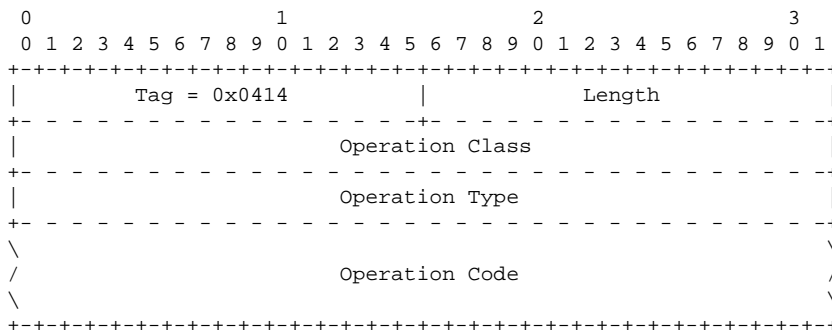 0                   1                   2                   3
 0 1 2 3 4 5 6 7 8 9 0 1 2 3 4 5 6 7 8 9 0 1 2 3 4 5 6 7 8 9 0 1
+-+-+-+-+-+-+-+-+-+-+-+-+-+-+-+-+-+-+-+-+-+-+-+-+-+-+-+-+-+-+-+-+
|         Tag = 0x0414          |            Length             |
+- - - - - - - - - - - - - - - -+- - - - - - - - - - - - - - - -+
|                        Operation Class                        |
+- - - - - - - - - - - - - - - - - - - - - - - - - - - - - - - -+
|                        Operation Type                         |
+- - - - - - - - - - - - - - - - - - - - - - - - - - - - - - - -+
\                                                               \
/                        Operation Code                         /
\                                                               \
+-+-+-+-+-+-+-+-+-+-+-+-+-+-+-+-+-+-+-+-+-+-+-+-+-+-+-+-+-+-+-+-+